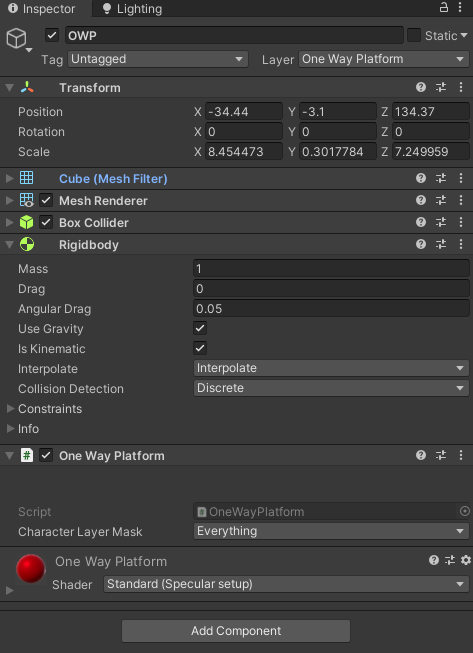 Inspector Lighting
OWP Static
Tag Untagged Layer One Way Platform
Transform
Position X -34.44 Y -3.1 Z 134.37
Rotation X 0 Y 0 Z 0
Scale X 8.454473 Y 0.3017784 Z 7.249959
Cube (Mesh Filter)
Mesh Renderer
Box Collider
Rigidbody
Mass 1
Drag 0
Angular Drag 0.05
Use Gravity
Is Kinematic
Interpolate Interpolate
Collision Detection Discrete
Constraints
Info
# One Way Platform
Script # OneWayPlatform
Character Layer Mask Everything
One Way Platform
Shader Standard (Specular setup)
Add Component